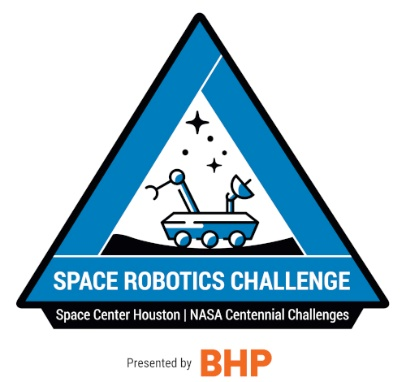 SPACE ROBOTICS CHALLENGE
Space Center Houston | NASA Centennial Challenges
Presented by BHP